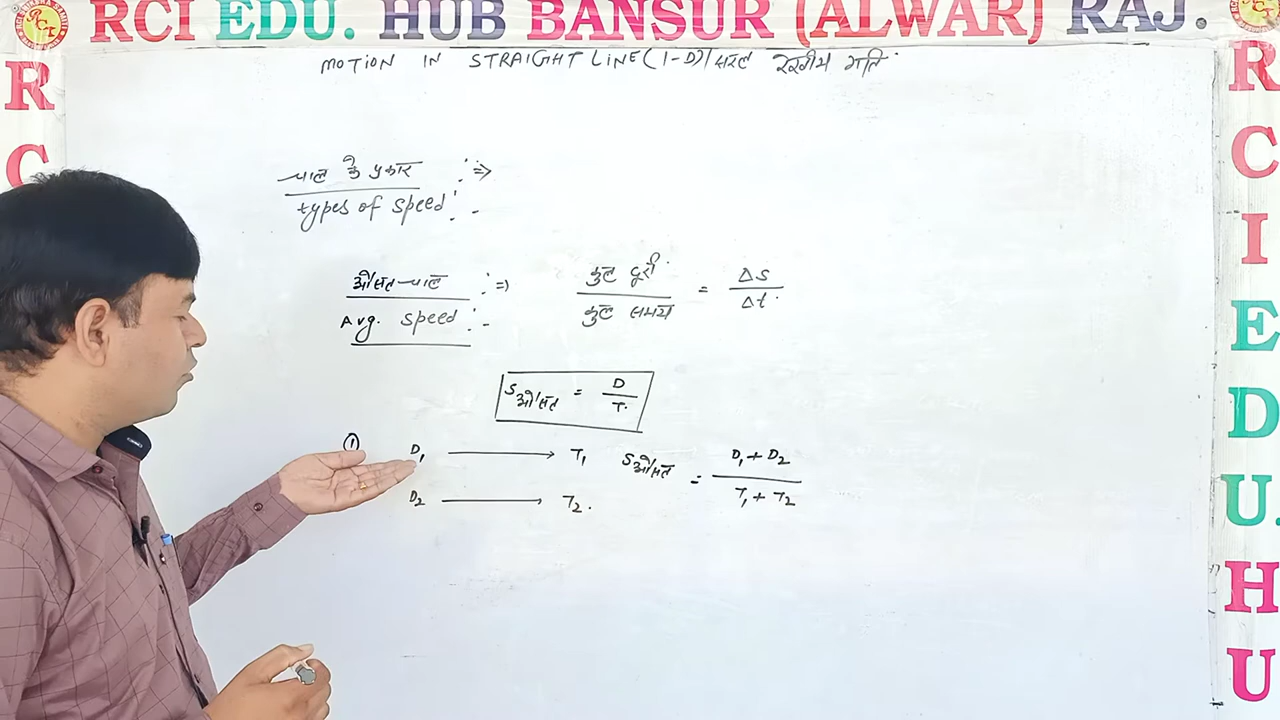 RCI EDU. HUB BANSUR (ALWAR) RAJ.
MOTION IN STRAIGHT LINE (1-D) / सरल रेखीय गति
चाल के प्रकार :⇒
types of speed :-
औसत चाल :⇒ कुल दूरी / कुल समय = Δs / Δt
Avg. speed :-
S औसत = D / T
① D₁ → T₁ S औसत = D₁ + D₂ / T₁ + T₂
D₂ → T₂
R
C
R
C
I
E
D
U.
H
U